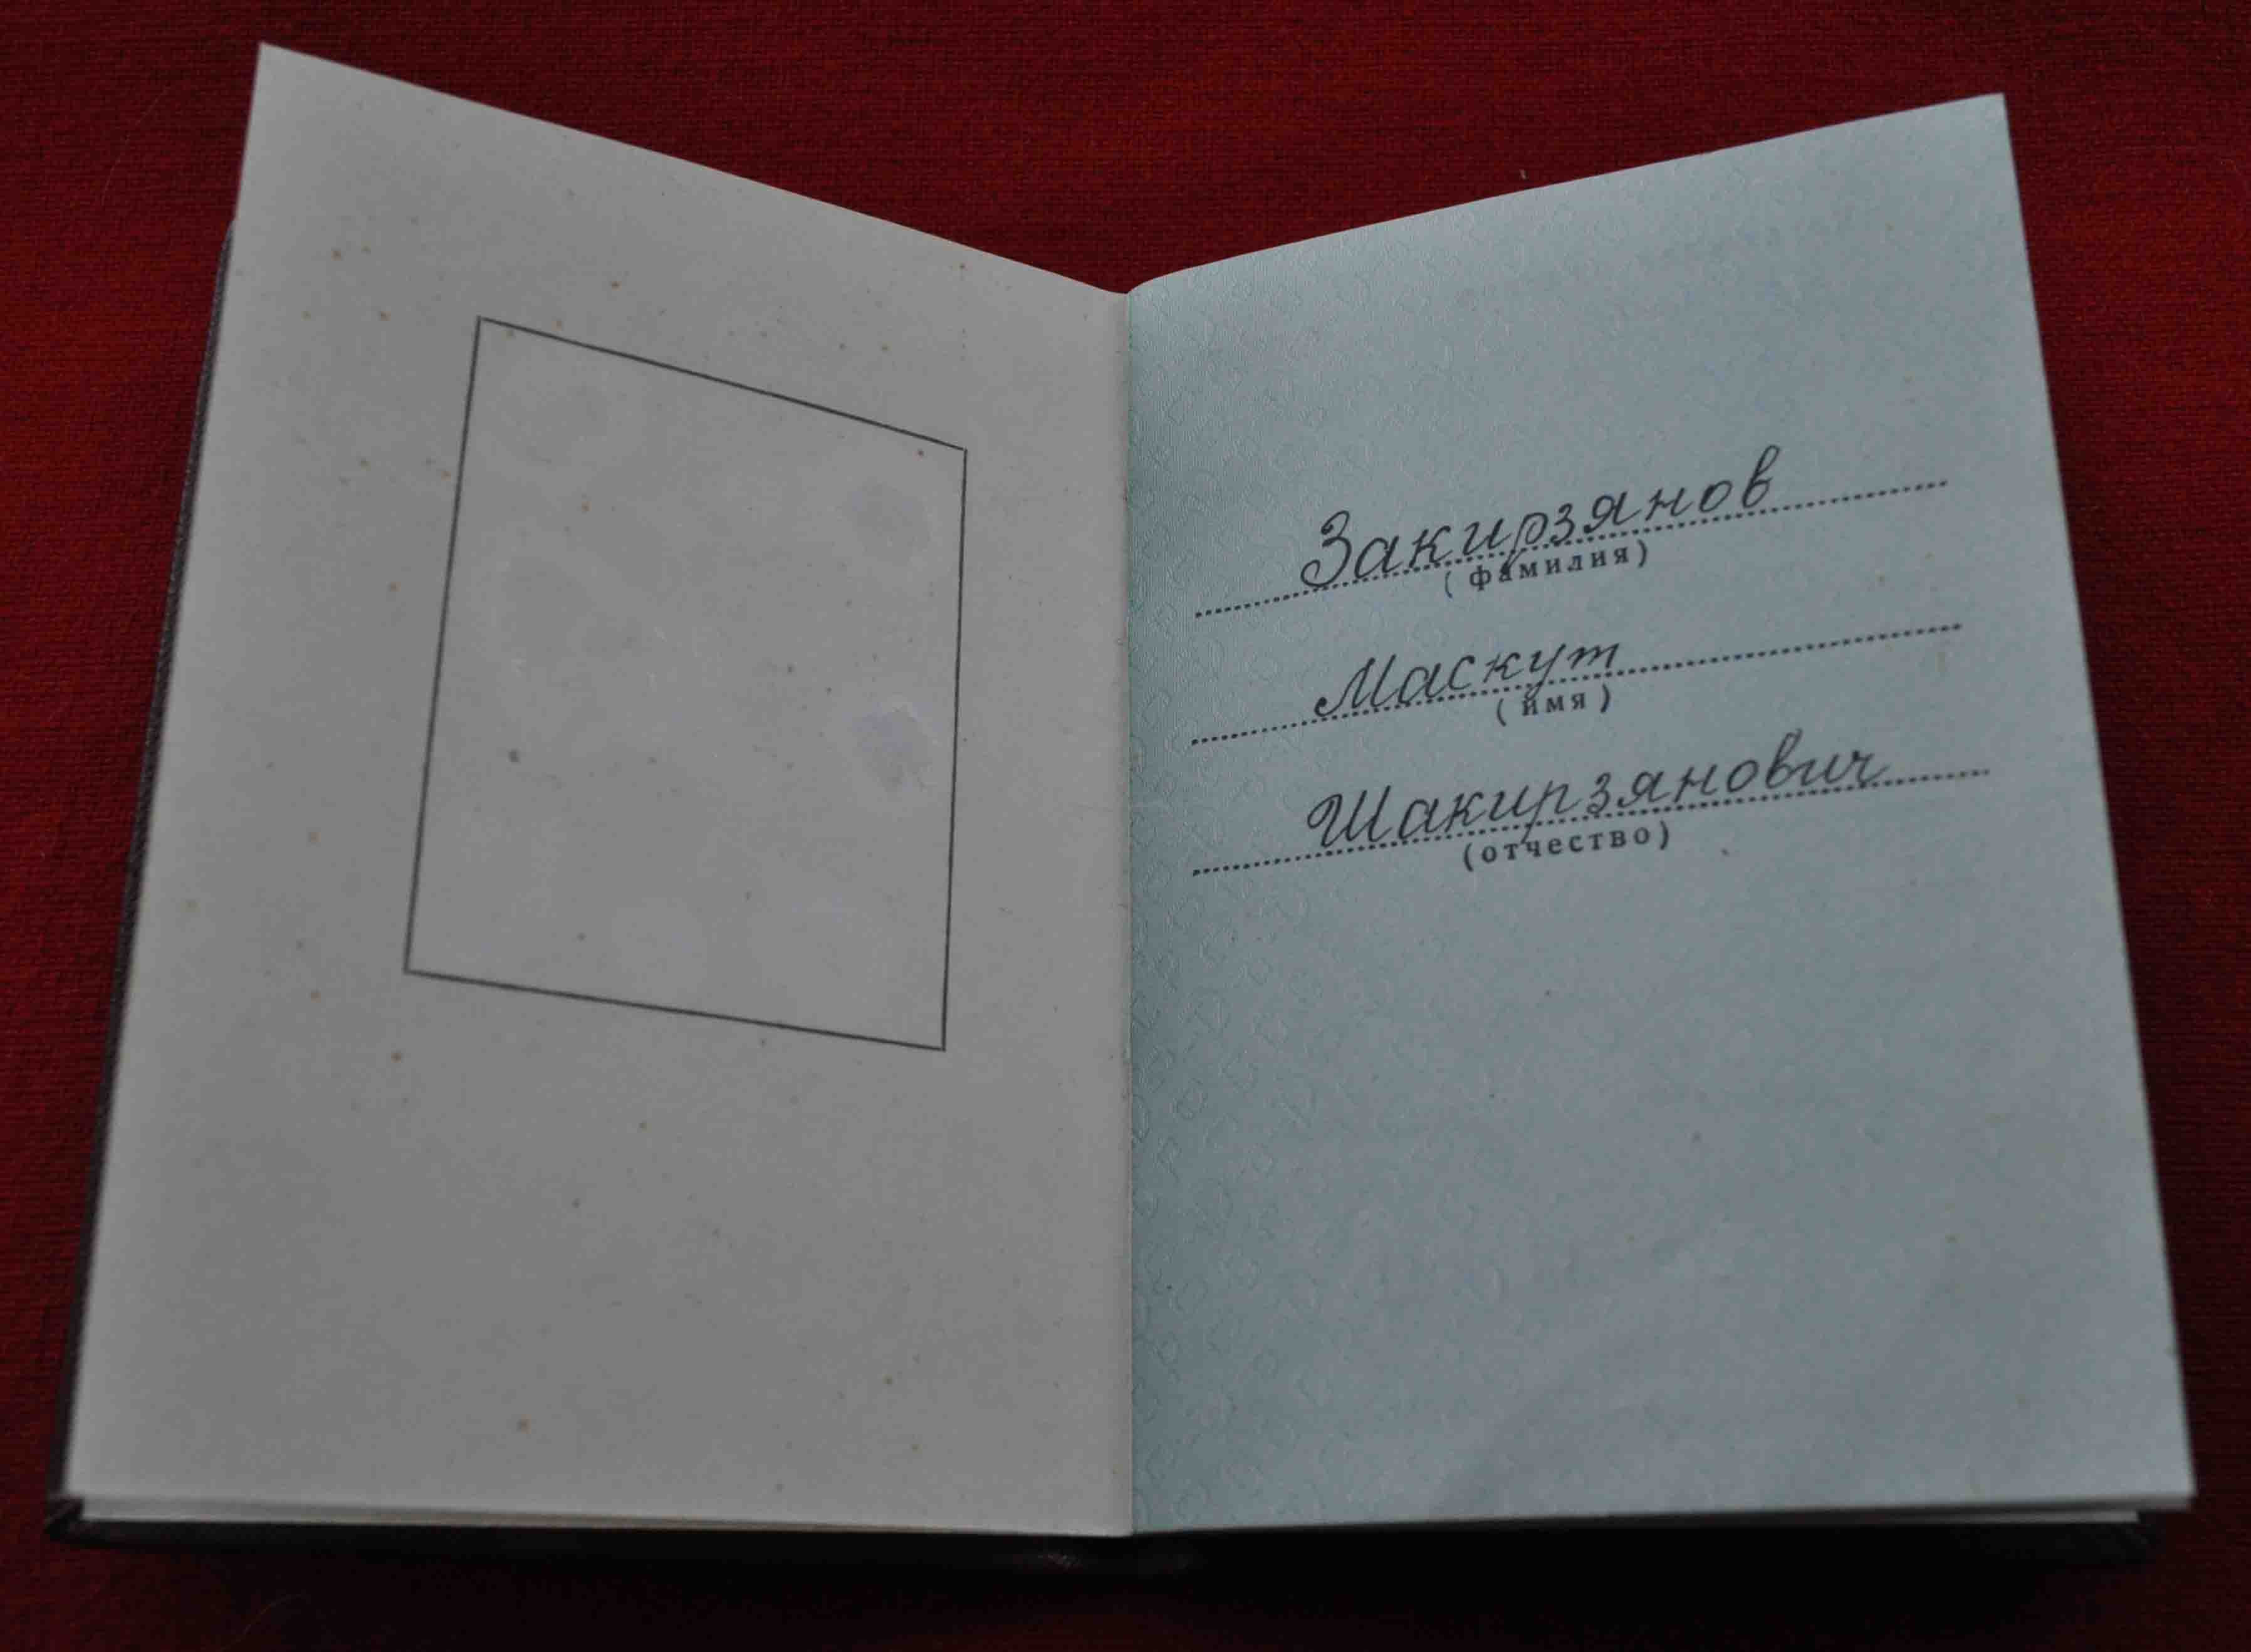 Закирзянов
(фамилия)
Маскут
(имя)
Шакирзянович
(отчество)